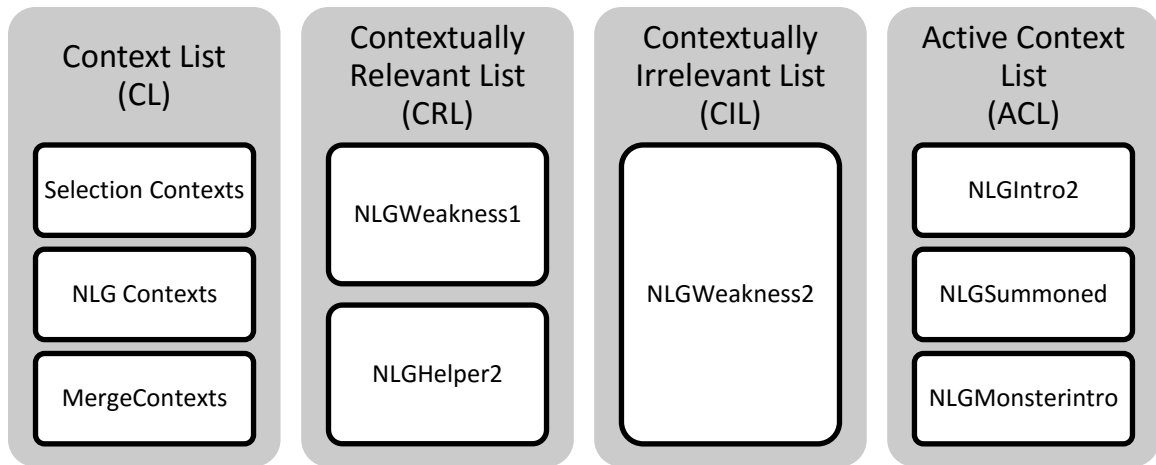 Context List
(CL)
Selection Contexts
NLG Contexts
MergeContexts
Contextually
Relevant List
(CRL)
NLGWeakness1
NLGHelper2
Contextually
Irrelevant List
(CIL)
NLGWeakness2
Active Context
List
(ACL)
NLGIntro2
NLGSummoned
NLGMonsterintro